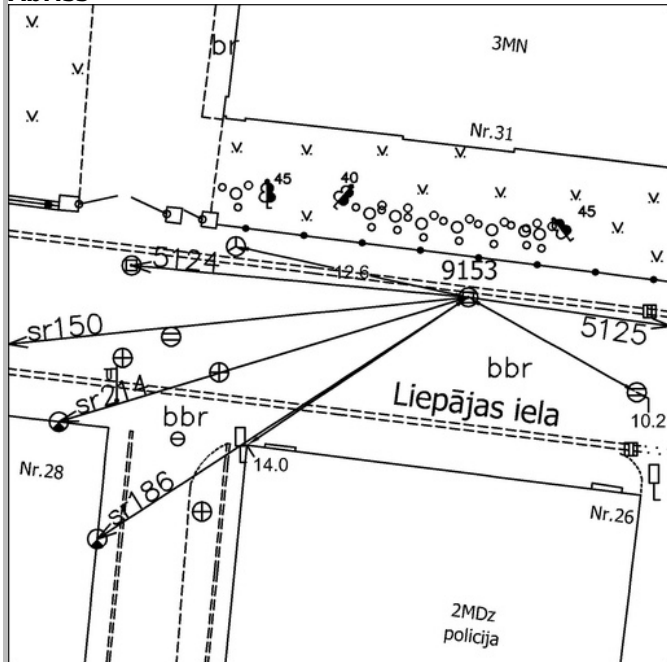 br
3MN
Nr.31
45
40
45
5124
12.6
9153
5125
sr150
bbr
sr214
Liepājas iela
bbr
10.2
Nr.28
14.0
sr186
Nr.26
2MDz
policija